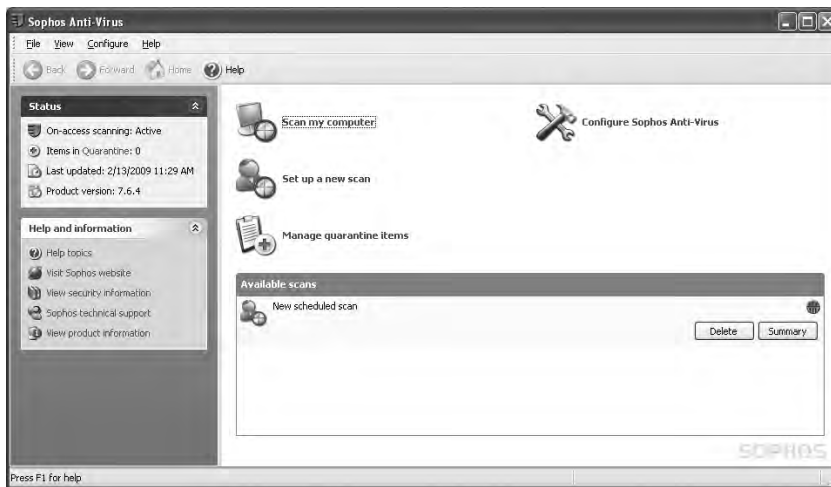 Sophos Anti-Virus
File View Configure Help
Back Forward Home Help
Status
On-access scanning: Active
Items in Quarantine: 0
Last updated: 2/13/2009 11:29 AM
Product version: 7.6.4
Help and information
Help topics
Visit Sophos website
View security information
Sophos technical support
View product information
Scan my computer
Configure Sophos Anti-Virus
Set up a new scan
Manage quarantine items
Available scans
New scheduled scan
Delete Summary
SOPHOS
Press F1 for help